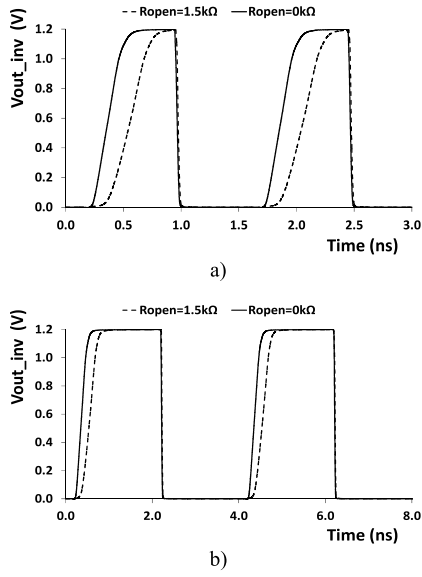 Ropen=1.5kΩ Ropen=0kΩ
Vout_inv (V)
1.2
1.0
0.8
0.6
0.4
0.2
0.0
0.0 0.5 1.0 1.5 2.0 2.5 3.0
Time (ns)
a)
Ropen=1.5kΩ Ropen=0kΩ
Vout_inv (V)
1.2
1.0
0.8
0.6
0.4
0.2
0.0
0.0 2.0 4.0 6.0 8.0
Time (ns)
b)